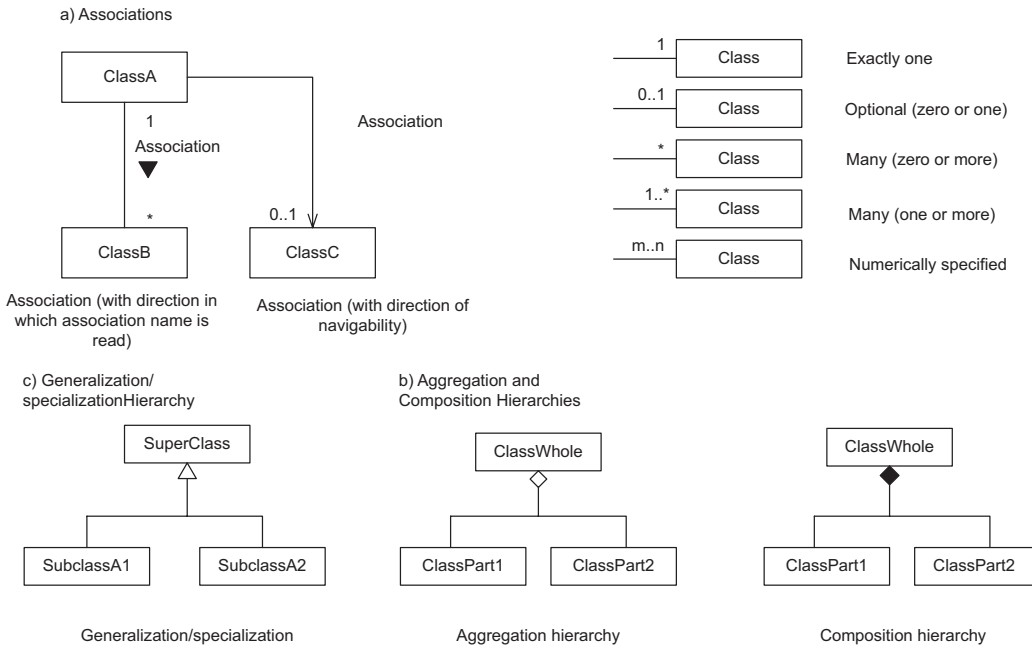 a) Associations
ClassA
1
Association
*
ClassB
Association (with direction in
which association name is
read)
Association
0..1
ClassC
Association (with direction of
navigability)
1
Class
Exactly one
0..1
Class
Optional (zero or one)
*
Class
Many (zero or more)
1..*
Class
Many (one or more)
m..n
Class
Numerically specified
c) Generalization/
specializationHierarchy
SuperClass
SubclassA1
SubclassA2
Generalization/specialization
b) Aggregation and
Composition Hierarchies
ClassWhole
ClassPart1
ClassPart2
Aggregation hierarchy
ClassWhole
ClassPart1
ClassPart2
Composition hierarchy